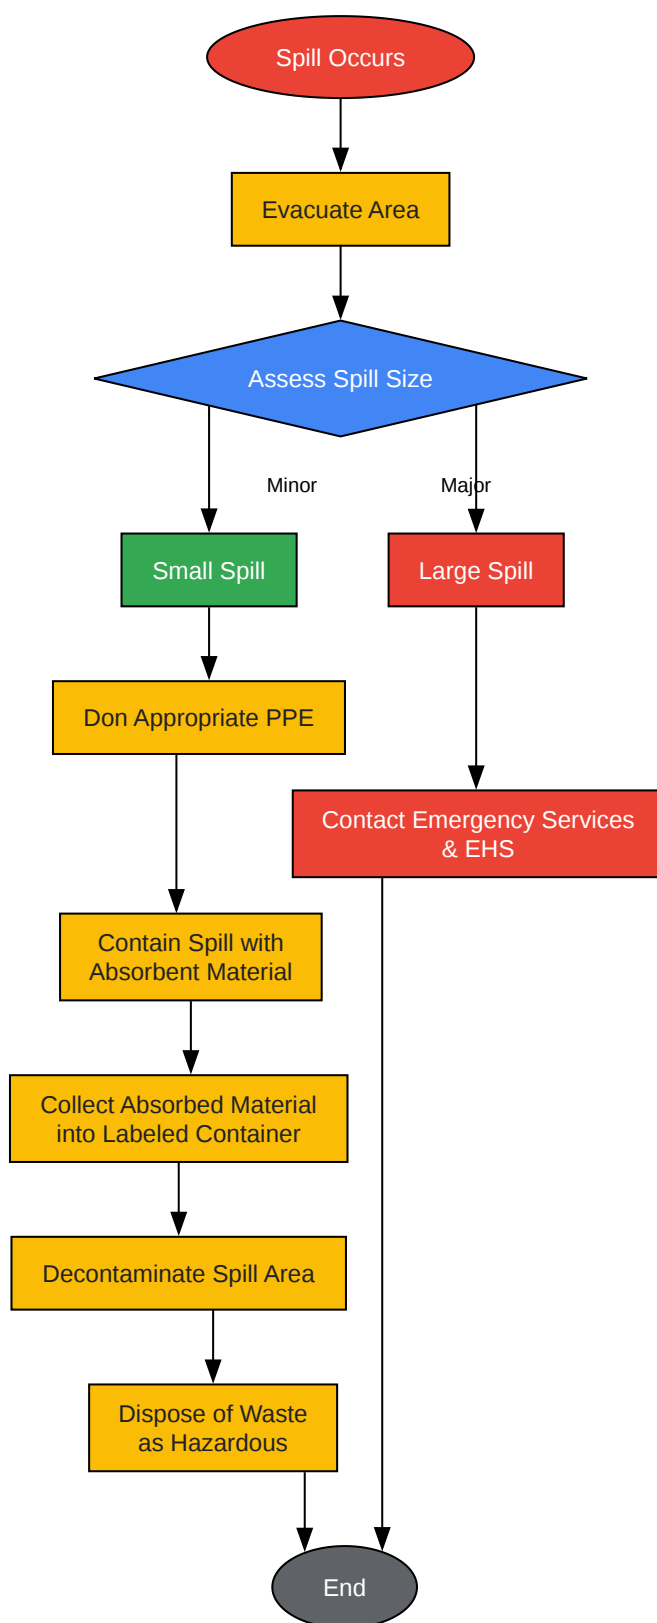 Spill Occurs
Evacuate Area
Assess Spill Size
Minor
Major
Small Spill
Large Spill
Don Appropriate PPE
Contact Emergency Services
& EHS
Contain Spill with
Absorbent Material
Collect Absorbed Material
into Labeled Container
Decontaminate Spill Area
Dispose of Waste
as Hazardous
End